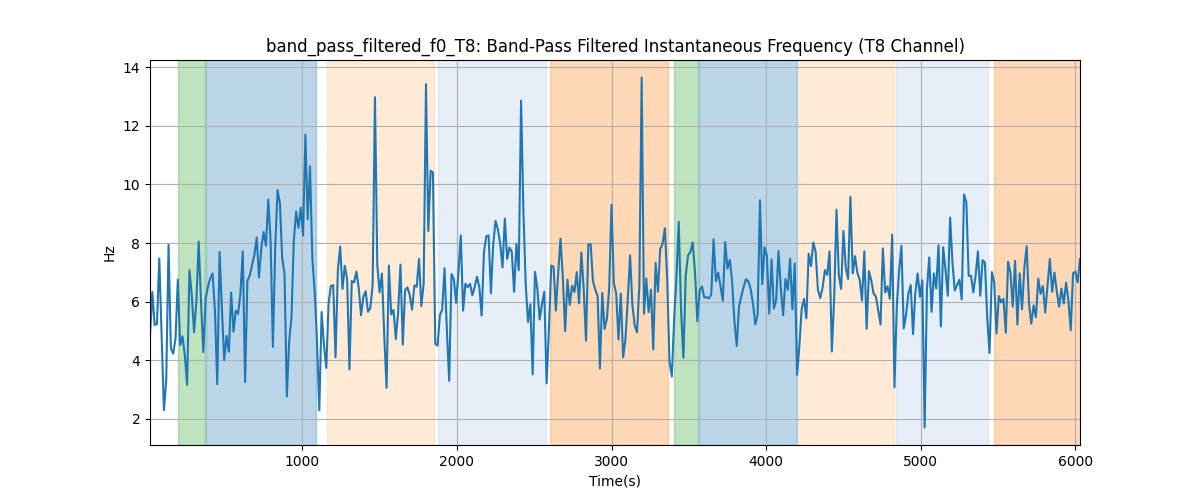 band_pass_filtered_f0_T8: Band-Pass Filtered Instantaneous Frequency (T8 Channel)
14
12
10
8
6
4
2
Hz
1000 2000 3000 4000 5000 6000
Time(s)